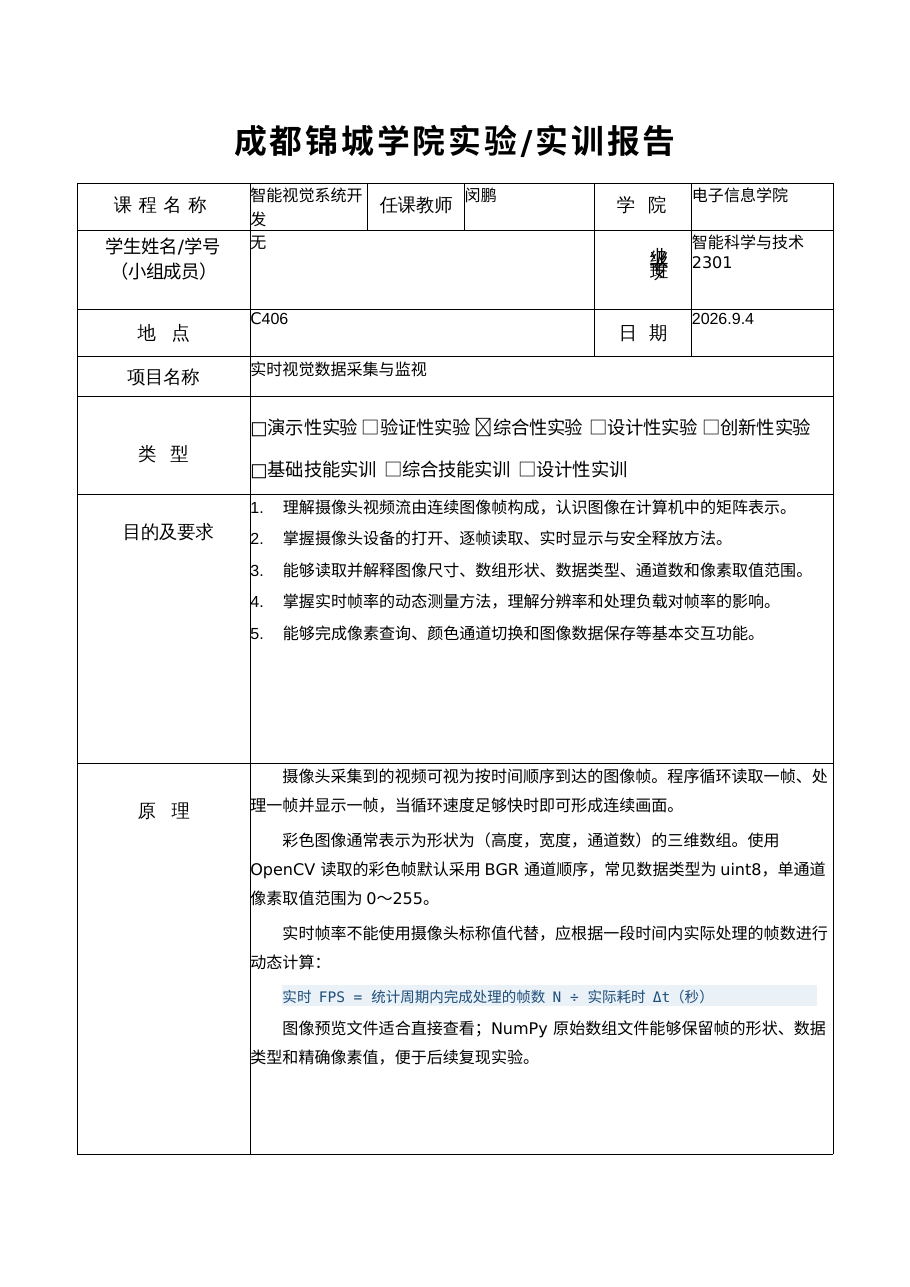 成都锦城学院实验/实训报告
课 程 名 称
智能视觉系统开
发
任课教师
闵鹏
学 院
电子信息学院
学生姓名/学号
（小组成员）
无
智能科学与技术
2301
地 点
C406
日 期
2026.9.4
项目名称
实时视觉数据采集与监视
类 型
□演示性实验 □验证性实验 ☒综合性实验 □设计性实验 □创新性实验
□基础技能实训 □综合技能实训 □设计性实训
目的及要求
1. 理解摄像头视频流由连续图像帧构成，认识图像在计算机中的矩阵表示。
2. 掌握摄像头设备的打开、逐帧读取、实时显示与安全释放方法。
3. 能够读取并解释图像尺寸、数组形状、数据类型、通道数和像素取值范围。
4. 掌握实时帧率的动态测量方法，理解分辨率和处理负载对帧率的影响。
5. 能够完成像素查询、颜色通道切换和图像数据保存等基本交互功能。
原 理
摄像头采集到的视频可视为按时间顺序到达的图像帧。程序循环读取一帧、处
理一帧并显示一帧，当循环速度足够快时即可形成连续画面。
彩色图像通常表示为形状为（高度，宽度，通道数）的三维数组。使用
OpenCV 读取的彩色帧默认采用 BGR 通道顺序，常见数据类型为 uint8，单通道
像素取值范围为 0～255。
实时帧率不能使用摄像头标称值代替，应根据一段时间内实际处理的帧数进行
动态计算：
实时 FPS = 统计周期内完成处理的帧数 N ÷ 实际耗时 Δt（秒）
图像预览文件适合直接查看；NumPy 原始数组文件能够保留帧的形状、数据
类型和精确像素值，便于后续复现实验。